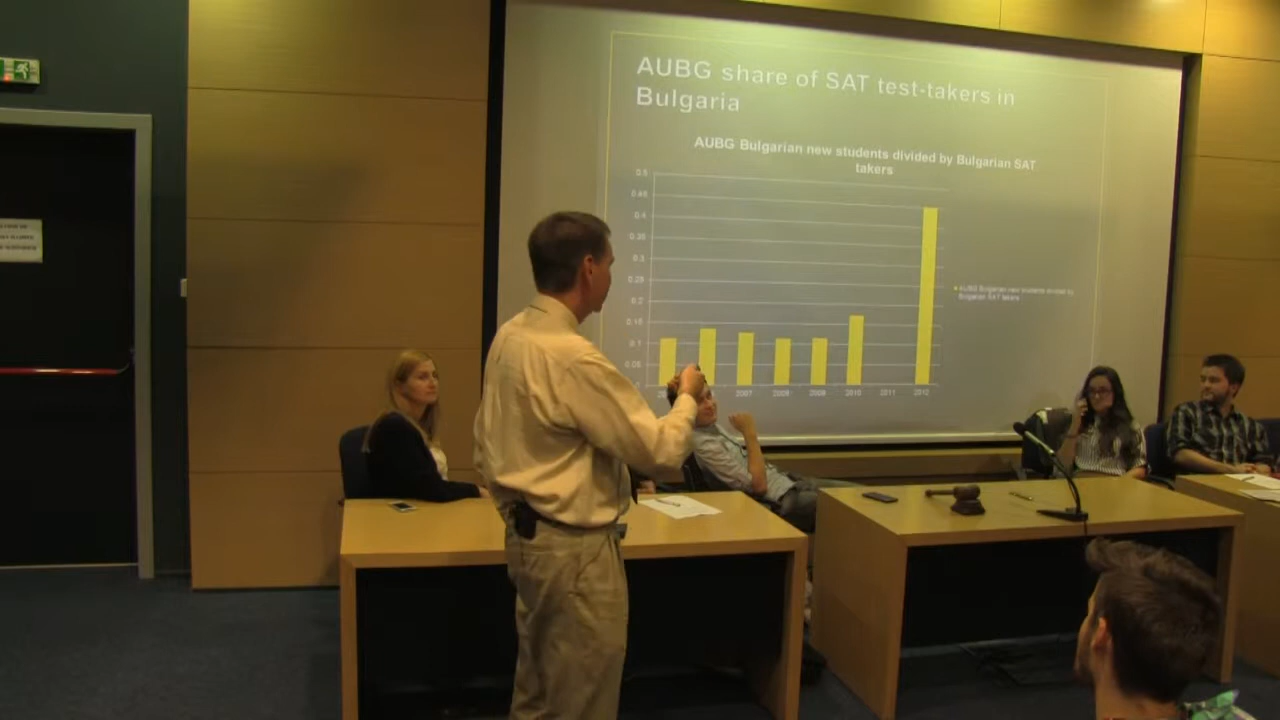 AUBG share of SAT test-takers in
Bulgaria
AUBG Bulgarian new students divided by Bulgarian SAT
takers
0.5
0.45
0.4
0.35
0.3
0.25
0.2
0.15
0.1
0.05
2007
2008
2009
2010
2011
2012
AUBG Bulgarian new students divided by
Bulgarian SAT takers